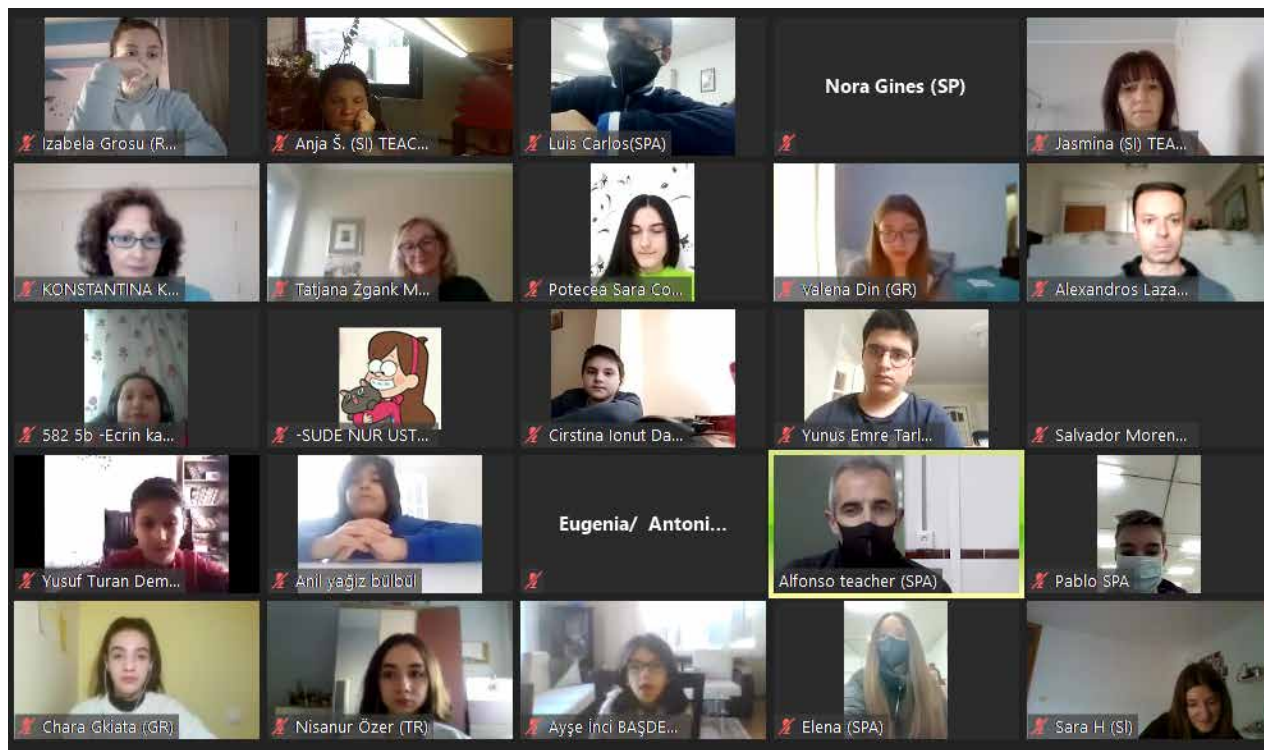 Izabela Grosu (R...
Anja Š. (SI) TEAC...
Luis Carlos(SPA)
Nora Gines (SP)
Jasmina (SI) TEA...
KONSTANTINA K...
Tatjana Žgank M...
Potecea Sara Co...
Valena Din (GR)
Alexandros Laza...
582 5b -Ecrin ka...
-SUDE NUR UST...
Cirstina Ionut Da...
Yunus Emre Tarl...
Salvador Moren...
Yusuf Turan Dem...
Anil yağiz bülbül
Eugenia/ Antoni...
Alfonso teacher (SPA)
Pablo SPA
Chara Gkiata (GR)
Nisanur Özer (TR)
Ayşe İnci BAŞDE...
Elena (SPA)
Sara H (SI)